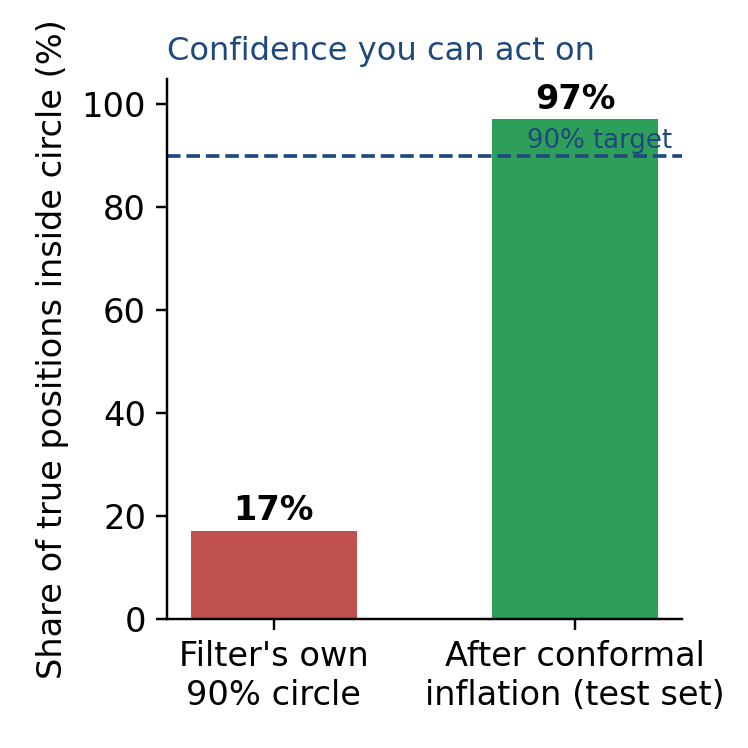 Confidence you can act on
Share of true positions inside circle (%)
100
80
60
40
20
0
97%
90% target
17%
Filter's own
90% circle
After conformal
inflation (test set)